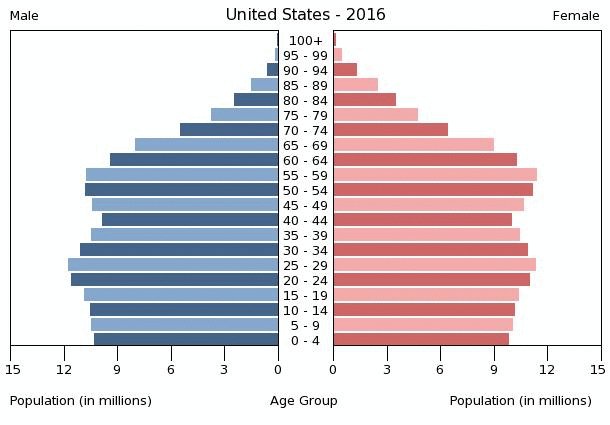 Male United States - 2016 Female
100+
95 - 99
90 - 94
85 - 89
80 - 84
75 - 79
70 - 74
65 - 69
60 - 64
55 - 59
50 - 54
45 - 49
40 - 44
35 - 39
30 - 34
25 - 29
20 - 24
15 - 19
10 - 14
5 - 9
0 - 4
15 12 9 6 3 0 0 3 6 9 12 15
Population (in millions) Age Group Population (in millions)